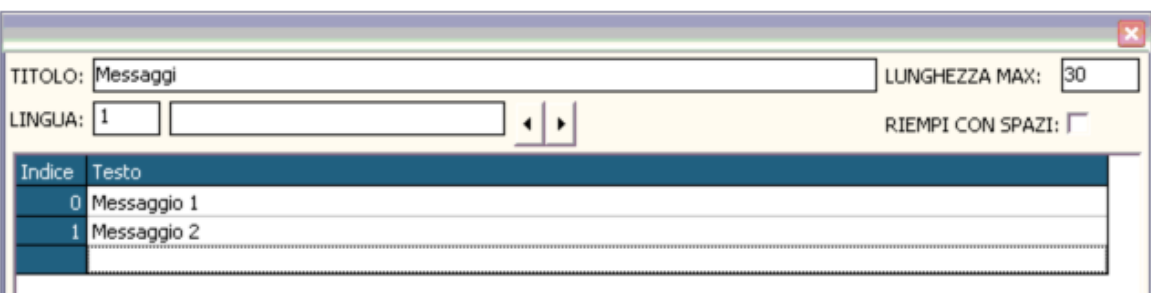 TITOLO: Messaggi LUNGHEZZA MAX: 30
LINGUA: 1 RIEMPI CON SPAZI:
Indice Testo
0 Messaggio 1
1 Messaggio 2